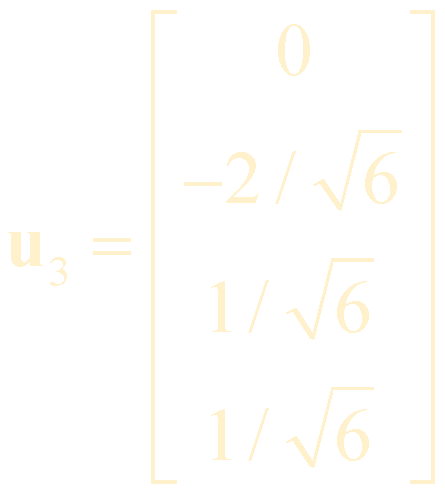 0
−2 / √6
u₃ =
1 / √6
1 / √6